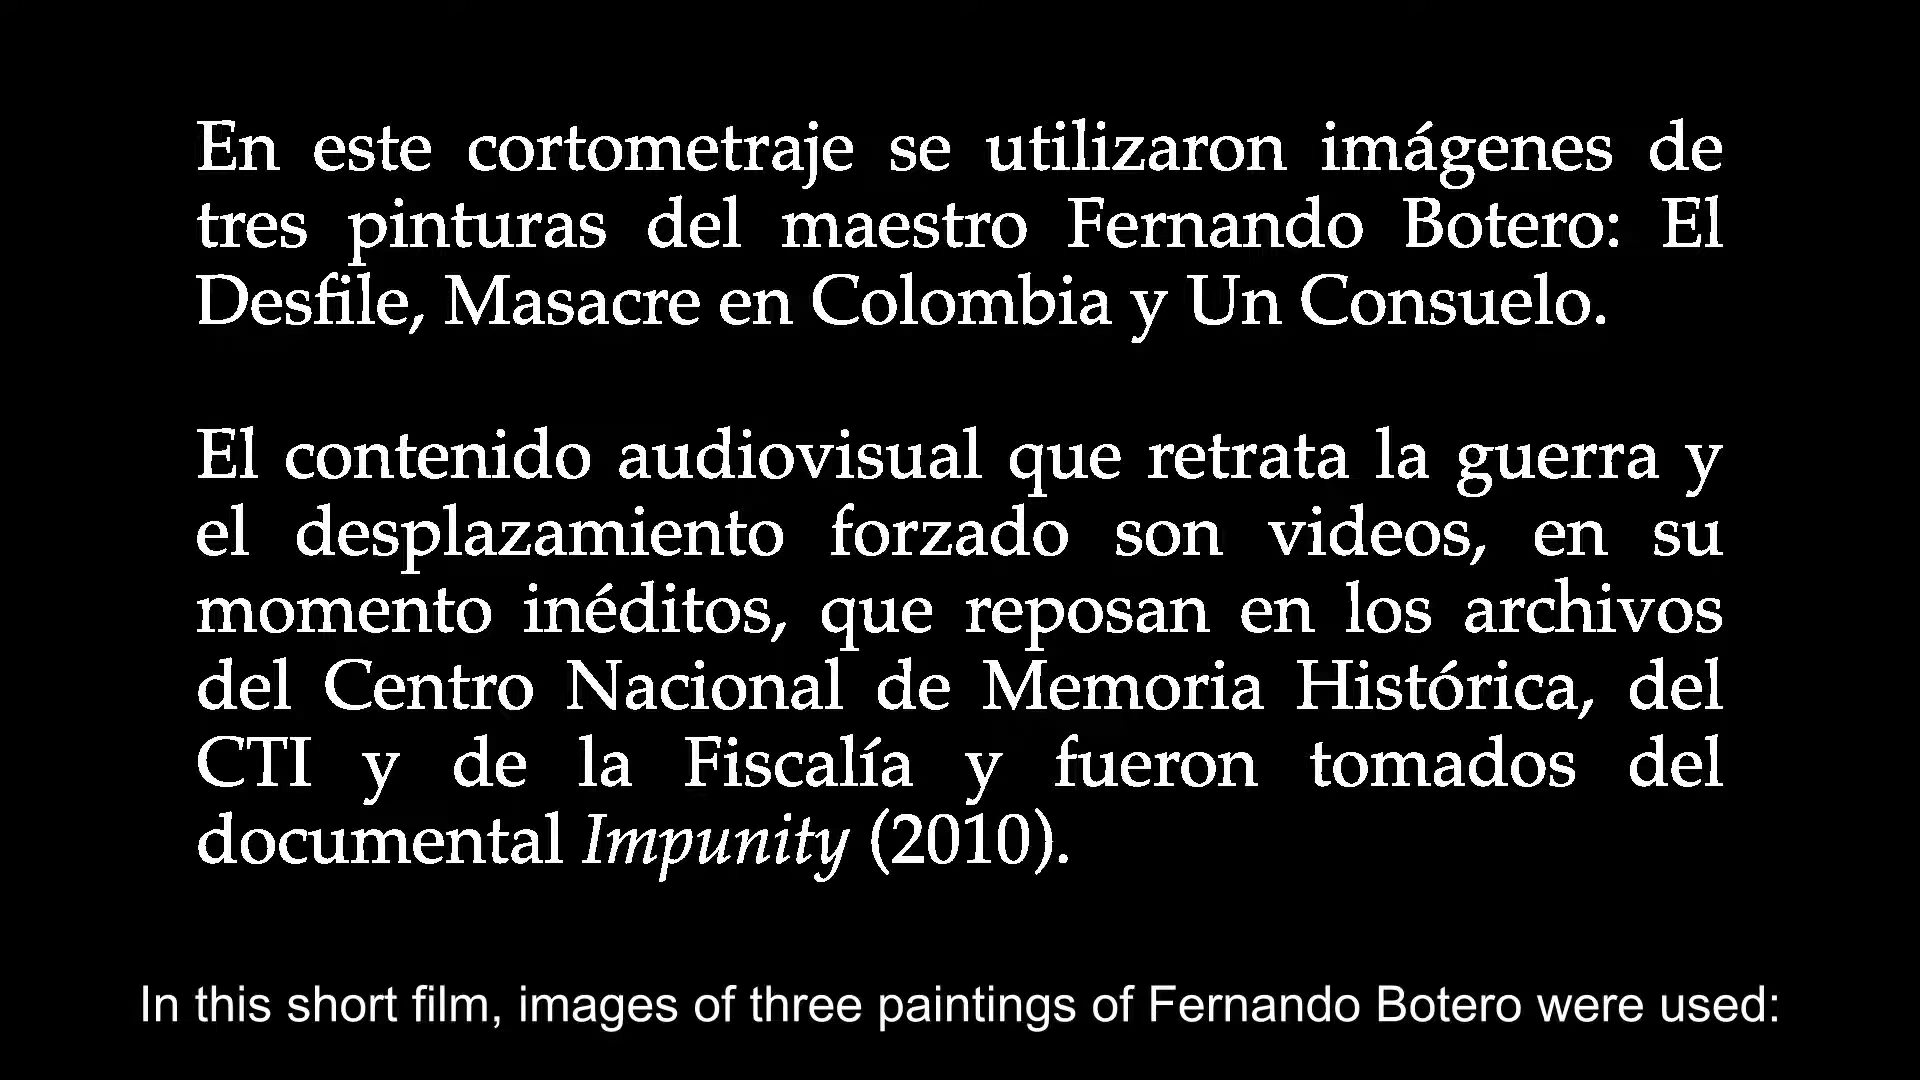 En este cortometraje se utilizaron imágenes de
tres pinturas del maestro Fernando Botero: El
Desfile, Masacre en Colombia y Un Consuelo.
El contenido audiovisual que retrata la guerra y
el desplazamiento forzado son videos, en su
momento inéditos, que reposan en los archivos
del Centro Nacional de Memoria Histórica, del
CTI y de la Fiscalía y fueron tomados del
documental Impunity (2010).
In this short film, images of three paintings of Fernando Botero were used: